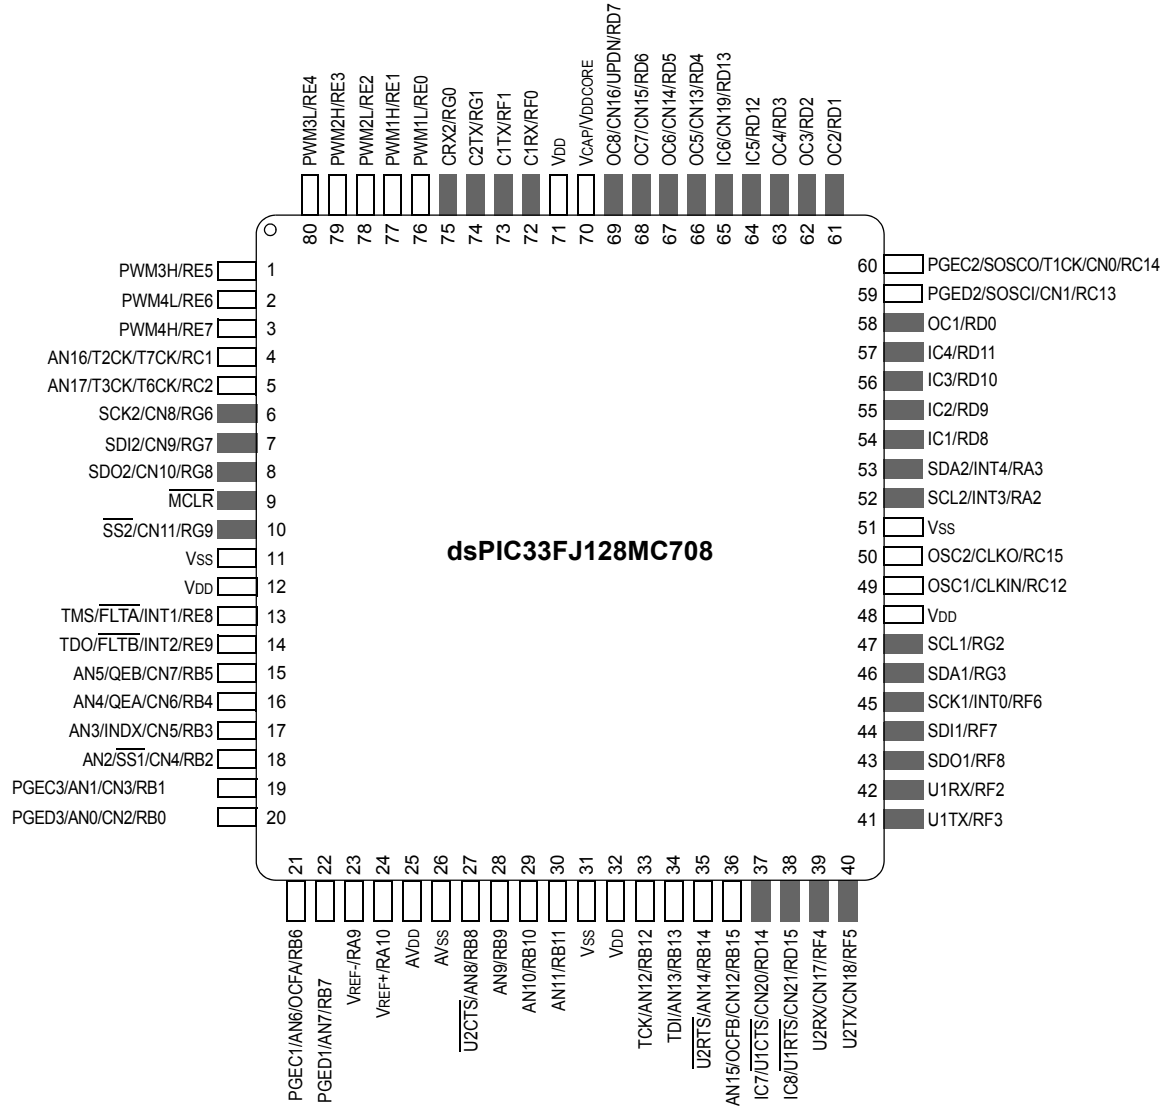 PWM3L/RE4
PWM2H/RE3
PWM2L/RE2
PWM1H/RE1
PWM1L/RE0
CRX2/RG0
C2TX/RG1
C1TX/RF1
C1RX/RF0
VDD
VCAP/VDDCORE
OC8/CN16/UPDN/RD7
OC7/CN15/RD6
OC6/CN14/RD5
OC5/CN13/RD4
IC6/CN19/RD13
IC5/RD12
OC4/RD3
OC3/RD2
OC2/RD1
80
79
78
77
76
75
74
73
72
71
70
69
68
67
66
65
64
63
62
61
PWM3H/RE5 1
PWM4L/RE6 2
PWM4H/RE7 3
AN16/T2CK/T7CK/RC1 4
AN17/T3CK/T6CK/RC2 5
SCK2/CN8/RG6 6
SDI2/CN9/RG7 7
SDO2/CN10/RG8 8
MCLR 9
SS2/CN11/RG9 10
VSS 11
VDD 12
TMS/FLTA/INT1/RE8 13
TDO/FLTB/INT2/RE9 14
AN5/QEB/CN7/RB5 15
AN4/QEA/CN6/RB4 16
AN3/INDX/CN5/RB3 17
AN2/SS1/CN4/RB2 18
PGEC3/AN1/CN3/RB1 19
PGED3/AN0/CN2/RB0 20
dsPIC33FJ128MC708
60 PGEC2/SOSCO/T1CK/CN0/RC14
59 PGED2/SOSCI/CN1/RC13
58 OC1/RD0
57 IC4/RD11
56 IC3/RD10
55 IC2/RD9
54 IC1/RD8
53 SDA2/INT4/RA3
52 SCL2/INT3/RA2
51 VSS
50 OSC2/CLKO/RC15
49 OSC1/CLKIN/RC12
48 VDD
47 SCL1/RG2
46 SDA1/RG3
45 SCK1/INT0/RF6
44 SDI1/RF7
43 SDO1/RF8
42 U1RX/RF2
41 U1TX/RF3
21
22
23
24
25
26
27
28
29
30
31
32
33
34
35
36
37
38
39
40
PGEC1/AN6/OCFA/RB6
PGED1/AN7/RB7
VREF-/RA9
VREF+/RA10
AVDD
AVSS
U2CTS/AN8/RB8
AN9/RB9
AN10/RB10
AN11/RB11
VSS
VDD
TCK/AN12/RB12
TDI/AN13/RB13
U2RTS/AN14/RB14
AN15/OCFB/CN12/RB15
IC7/U1CTS/CN20/RD14
IC8/U1RTS/CN21/RD15
U2RX/CN17/RF4
U2TX/CN18/RF5